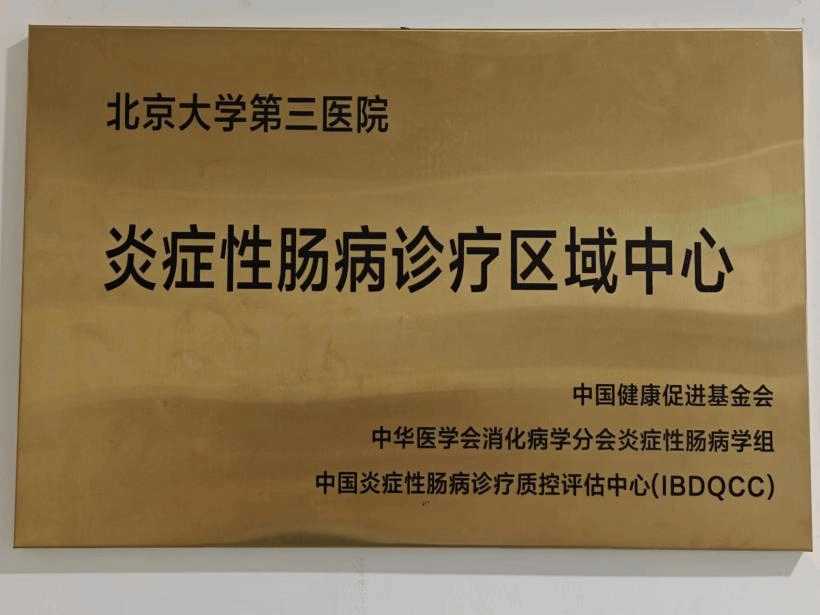 北京大学第三医院
炎症性肠病诊疗区域中心
中国健康促进基金会
中华医学会消化病学分会炎症性肠病学组
中国炎症性肠病诊疗质控评估中心(IBDQCC)